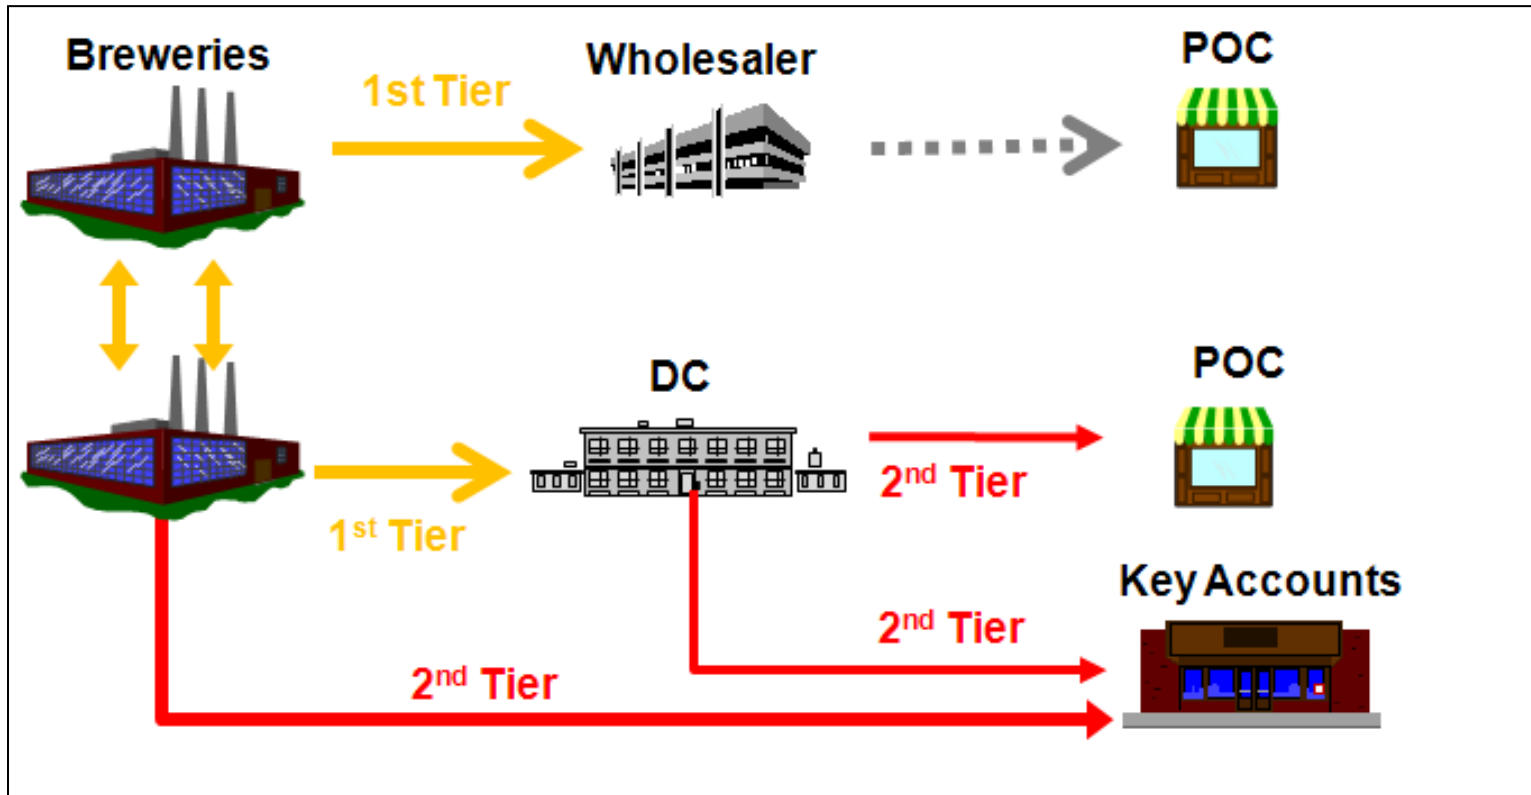 Breweries
1st Tier
Wholesaler
POC
DC
POC
1st Tier
2nd Tier
Key Accounts
2nd Tier
2nd Tier